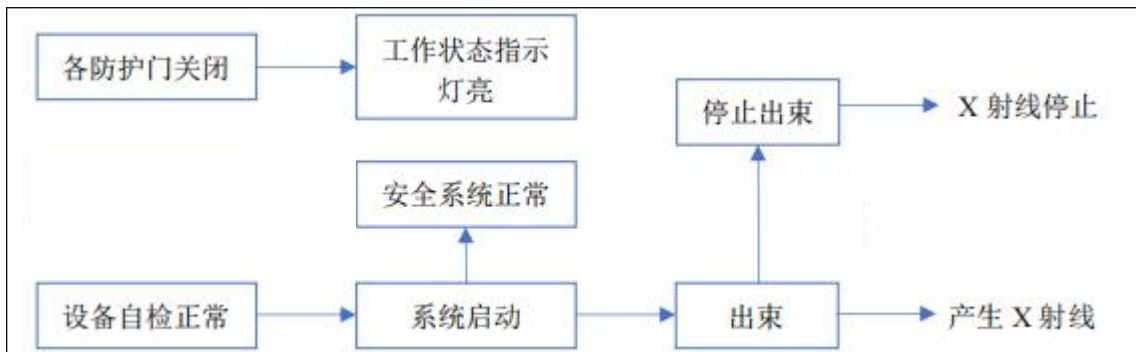 各防护门关闭
工作状态指示
灯亮
停止出束
X 射线停止
安全系统正常
设备自检正常
系统启动
出束
产生 X 射线